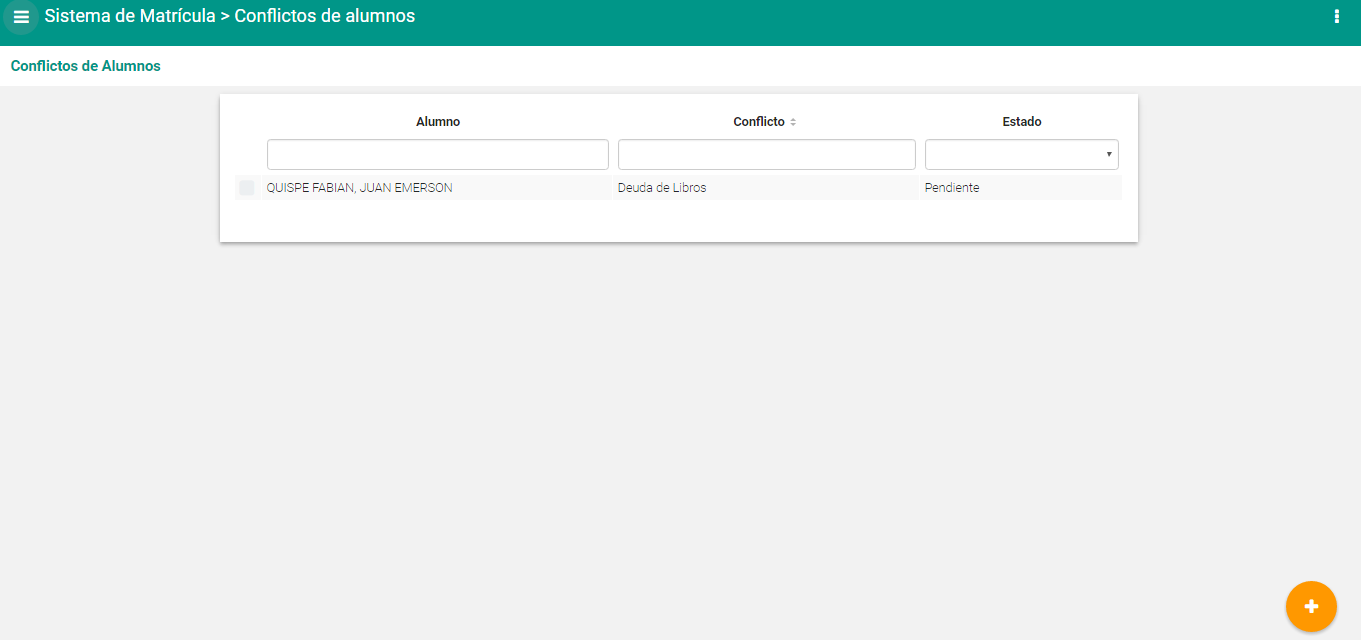 Sistema de Matrícula > Conflictos de alumnos
Conflictos de Alumnos
Alumno Conflicto Estado
QUISPE FABIAN, JUAN EMERSON Deuda de Libros Pendiente